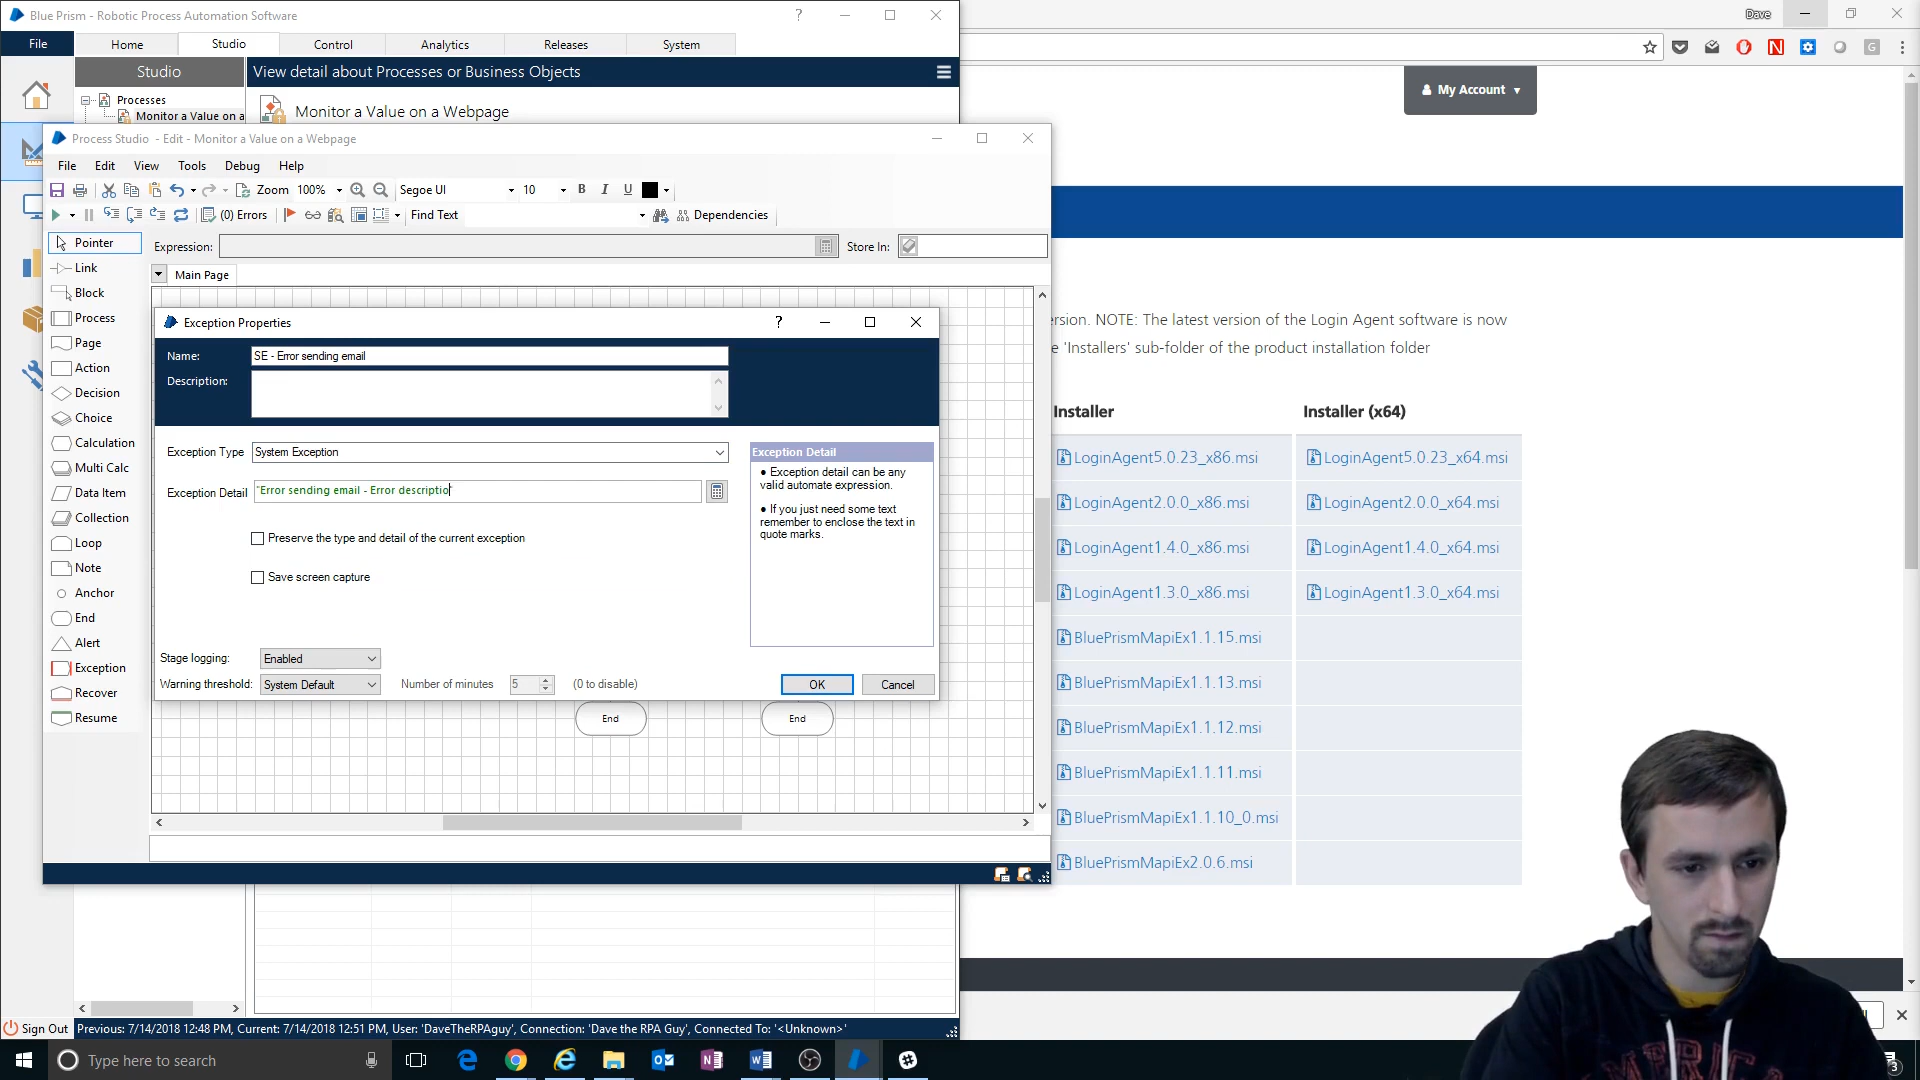 Blue Prism - Robotic Process Automation Software
?
Dave
File
Home
Studio
Control
Analytics
Releases
System
Studio
View detail about Processes or Business Objects
Processes
Monitor a Value on a
Monitor a Value on a Webpage
My Account
Process Studio - Edit - Monitor a Value on a Webpage
File
Edit
View
Tools
Debug
Help
Zoom
100%
Segoe UI
10
B
I
U
(0) Errors
Find Text
Dependencies
Pointer
Expression:
Store In:
Link
Main Page
Block
Process
Page
Action
Decision
Choice
Calculation
Multi Calc
Data Item
Collection
Loop
Note
Anchor
End
Alert
Exception
Recover
Resume
Exception Properties
?
Name:
SE - Error sending email
Description:
Exception Type
System Exception
Exception Detail
"Error sending email - Error descriptio"
Preserve the type and detail of the current exception
Save screen capture
Exception Detail
● Exception detail can be any
valid automate expression.
● If you just need some text
remember to enclose the text in
quote marks.
Stage logging:
Enabled
Warning threshold:
System Default
Number of minutes
5
(0 to disable)
OK
Cancel
End
End
ersion. NOTE: The latest version of the Login Agent software is now
e 'Installers' sub-folder of the product installation folder
Installer
Installer (x64)
LoginAgent5.0.23_x86.msi
LoginAgent5.0.23_x64.msi
LoginAgent2.0.0_x86.msi
LoginAgent2.0.0_x64.msi
LoginAgent1.4.0_x86.msi
LoginAgent1.4.0_x64.msi
LoginAgent1.3.0_x86.msi
LoginAgent1.3.0_x64.msi
BluePrismMapiEx1.1.15.msi
BluePrismMapiEx1.1.13.msi
BluePrismMapiEx1.1.12.msi
BluePrismMapiEx1.1.11.msi
BluePrismMapiEx1.1.10_0.msi
BluePrismMapiEx2.0.6.msi
Sign Out
Previous: 7/14/2018 12:48 PM, Current: 7/14/2018 12:51 PM, User: 'DaveTheRPAguy', Connection: 'Dave the RPA Guy', Connected To: '<Unknown>'
Type here to search
3